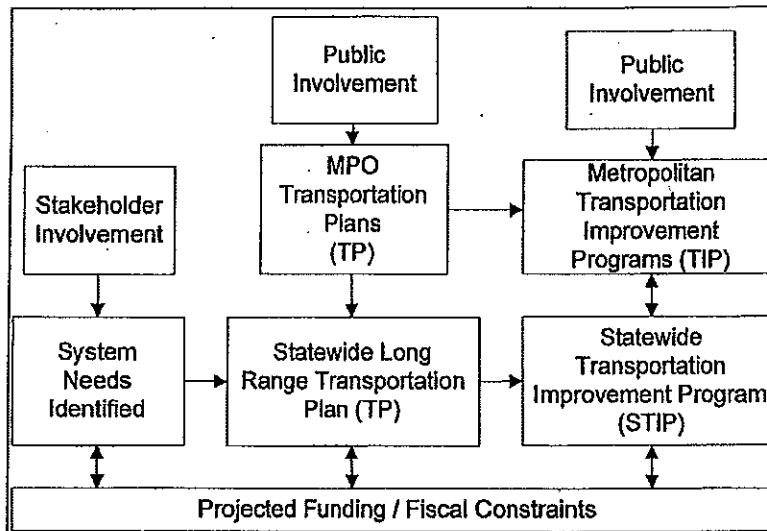 Public
Involvement
Public
Involvement
Stakeholder
Involvement
MPO
Transportation
Plans
(TP)
Metropolitan
Transportation
Improvement
Programs (TIP)
System
Needs
Identified
Statewide Long
Range Transportation
Plan (TP)
Statewide
Transportation
Improvement Program
(STIP)
Projected Funding / Fiscal Constraints